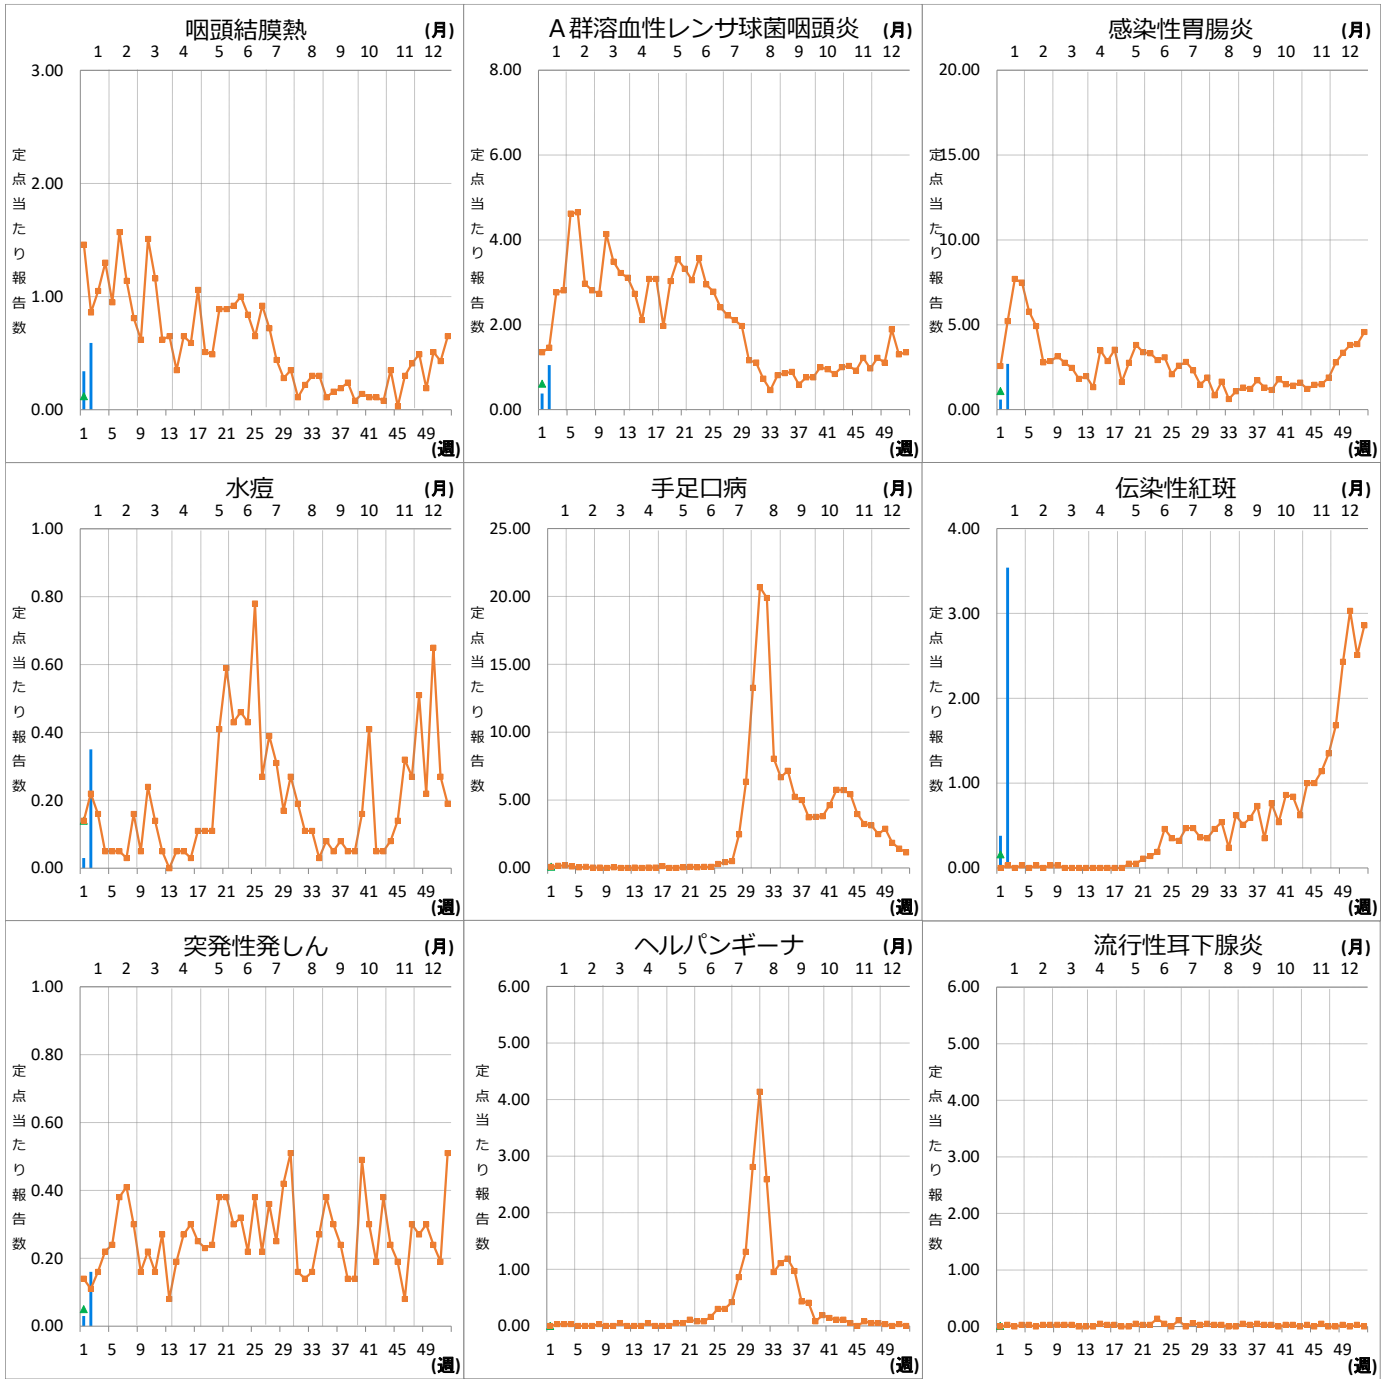 咽頭結膜熱
(月)
1 2 3 4 5 6 7 8 9 10 11 12
3.00
2.00
1.00
0.00
定点当たり報告数
1 5 9 13 17 21 25 29 33 37 41 45 49
(週)
A群溶血性レンサ球菌咽頭炎
(月)
1 2 3 4 5 6 7 8 9 10 11 12
8.00
6.00
4.00
2.00
0.00
定点当たり報告数
1 5 9 13 17 21 25 29 33 37 41 45 49
(週)
感染性胃腸炎
(月)
1 2 3 4 5 6 7 8 9 10 11 12
20.00
15.00
10.00
5.00
0.00
定点当たり報告数
1 5 9 13 17 21 25 29 33 37 41 45 49
(週)
水痘
(月)
1 2 3 4 5 6 7 8 9 10 11 12
1.00
0.80
0.60
0.40
0.20
0.00
定点当たり報告数
1 5 9 13 17 21 25 29 33 37 41 45 49
(週)
手足口病
(月)
1 2 3 4 5 6 7 8 9 10 11 12
25.00
20.00
15.00
10.00
5.00
0.00
定点当たり報告数
1 5 9 13 17 21 25 29 33 37 41 45 49
(週)
伝染性紅斑
(月)
1 2 3 4 5 6 7 8 9 10 11 12
4.00
3.00
2.00
1.00
0.00
定点当たり報告数
1 5 9 13 17 21 25 29 33 37 41 45 49
(週)
突発性発しん
(月)
1 2 3 4 5 6 7 8 9 10 11 12
1.00
0.80
0.60
0.40
0.20
0.00
定点当たり報告数
1 5 9 13 17 21 25 29 33 37 41 45 49
(週)
ヘルパンギーナ
(月)
1 2 3 4 5 6 7 8 9 10 11 12
6.00
5.00
4.00
3.00
2.00
1.00
0.00
定点当たり報告数
1 5 9 13 17 21 25 29 33 37 41 45 49
(週)
流行性耳下腺炎
(月)
1 2 3 4 5 6 7 8 9 10 11 12
6.00
5.00
4.00
3.00
2.00
1.00
0.00
定点当たり報告数
1 5 9 13 17 21 25 29 33 37 41 45 49
(週)